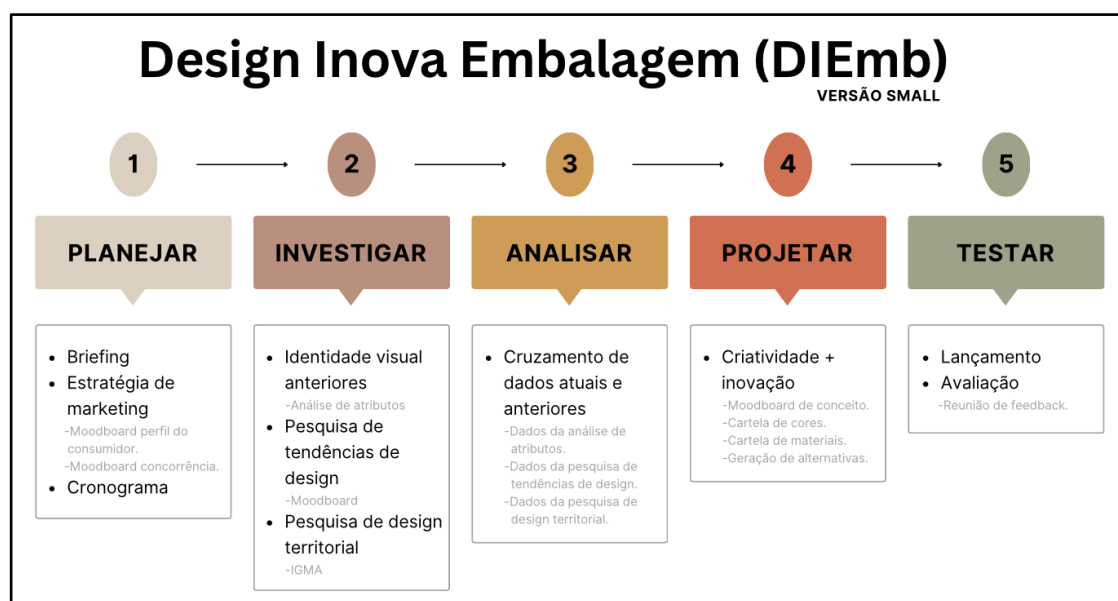 Design Inova Embalagem (DIEmb)
VERSÃO SMALL
1
2
3
4
5
PLANEJAR
INVESTIGAR
ANALISAR
PROJETAR
TESTAR
• Briefing
• Estratégia de
marketing
-Moodboard perfil do
consumidor.
-Moodboard concorrência.
• Cronograma
• Identidade visual
anteriores
-Análise de atributos
• Pesquisa de
tendências de
design
-Moodboard
• Pesquisa de design
territorial
-IGMA
• Cruzamento de
dados atuais e
anteriores
-Dados da análise de
atributos.
-Dados da pesquisa de
tendências de design.
-Dados da pesquisa de
design territorial.
• Criatividade +
inovação
-Moodboard de conceito.
-Cartela de cores.
-Cartela de materiais.
-Geração de alternativas.
• Lançamento
• Avaliação
-Reunião de feedback.